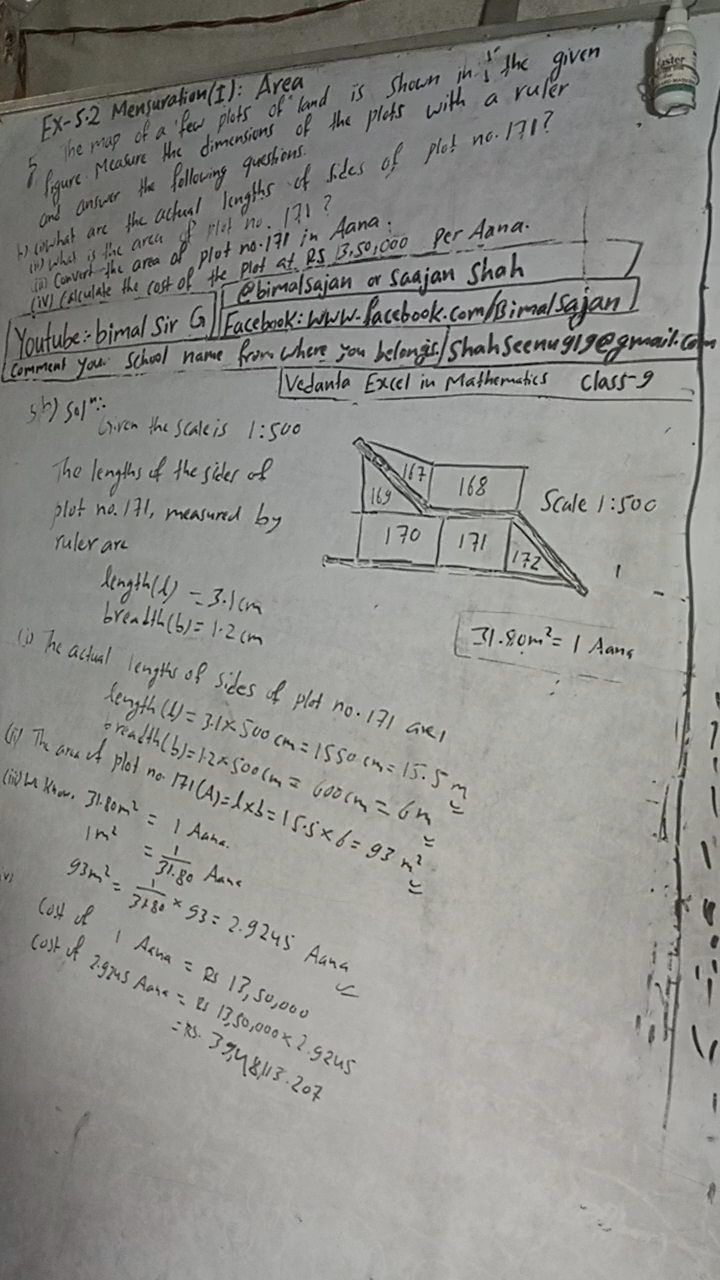 EX-5.2 Mensuration(I): Area
5. The map of a few plots of land is shown in the given
figure. Measure the dimensions of the plots with a ruler
and answer the following questions.
b) (i) What are the actual lengths of sides of plot no. 171?
(ii) What is the area of plot no. 171?
(iii) Convert the area of plot no. 171 in Aana.
(iv) Calculate the cost of the plot at RS 13,50,000 per Aana.
@bimalsajan or Saajan Shah
Youtube:- bimal Sir G
Facebook: www.facebook.com/Bimalsajan
Comment your School name from where you belongs
Shahseenu919@gmail.com
Vedanta Excel in Mathematics Class-9
5.b) Solⁿ:
Given the scale is 1:500
The lengths of the sides of
plot no. 171, measured by
ruler are
length(l) = 3.1cm
breadth(b) = 1.2 cm
167
168
169
170
171
172
Scale 1:500
31.80m² = 1 Aana
(i) The actual lengths of sides of plot no. 171 are,
length (l) = 3.1 × 500 cm = 1550 cm = 15.5 m
breadth(b) = 1.2 × 500 cm = 600 cm = 6 m
(ii) The area of plot no. 171 (A) = l×b = 15.5 × 6 = 93 m²
(iii) We know, 31.80m² = 1 Aana.
1m² = 1/31.80 Aana
93m² = 1/31.80 × 93 = 2.9245 Aana
Cost of 1 Aana = RS 13,50,000
Cost of 2.9245 Aana = RS 13,50,000 × 2.9245
= RS. 39,48,113.207